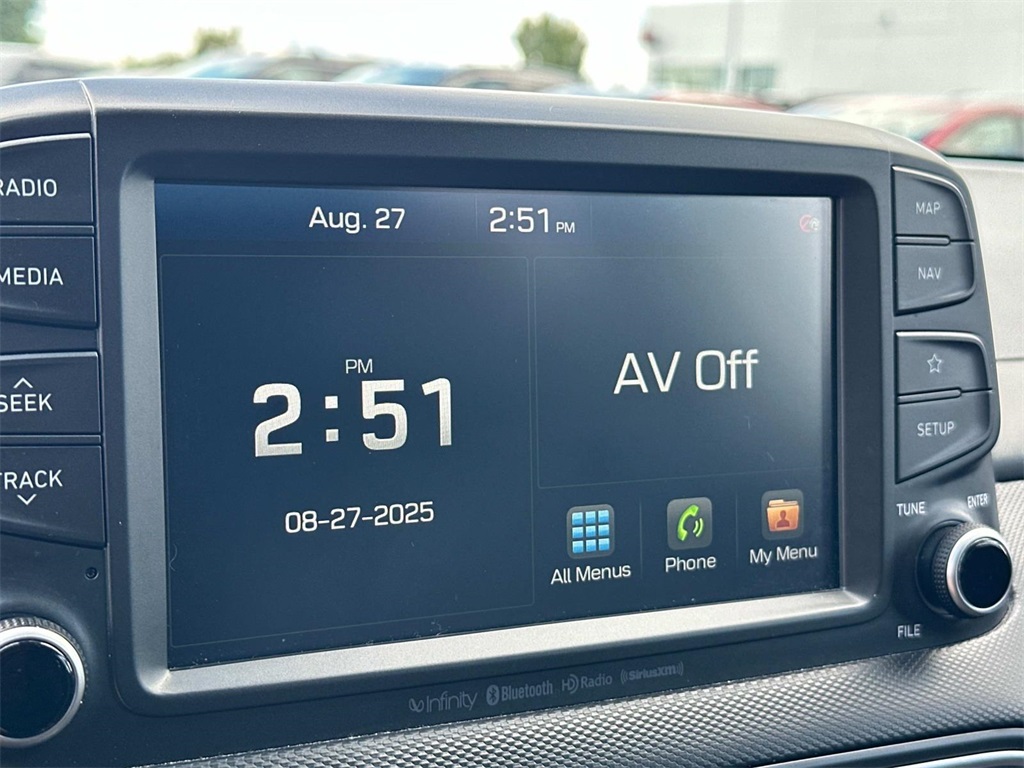 RADIO
MEDIA
SEEK
TRACK
Aug. 27 2:51 PM
PM
2:51
08-27-2025
AV Off
All Menus
Phone
My Menu
MAP
NAV
SETUP
TUNE
ENTER
FILE
infinity Bluetooth HD Radio SiriusXM